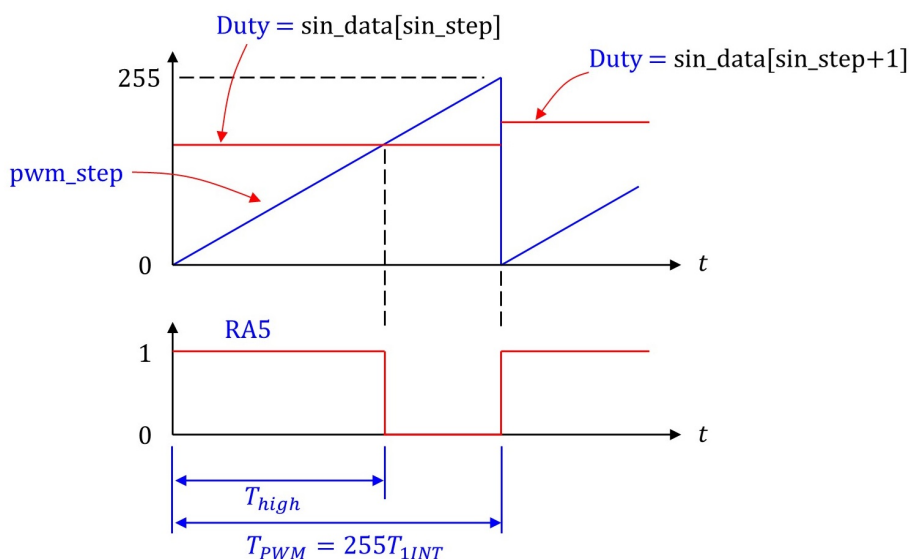 Duty = sin_data[sin_step]
Duty = sin_data[sin_step+1]
255
pwm_step
0
t
RA5
1
0
t
T_high
T_PWM = 255T_1INT